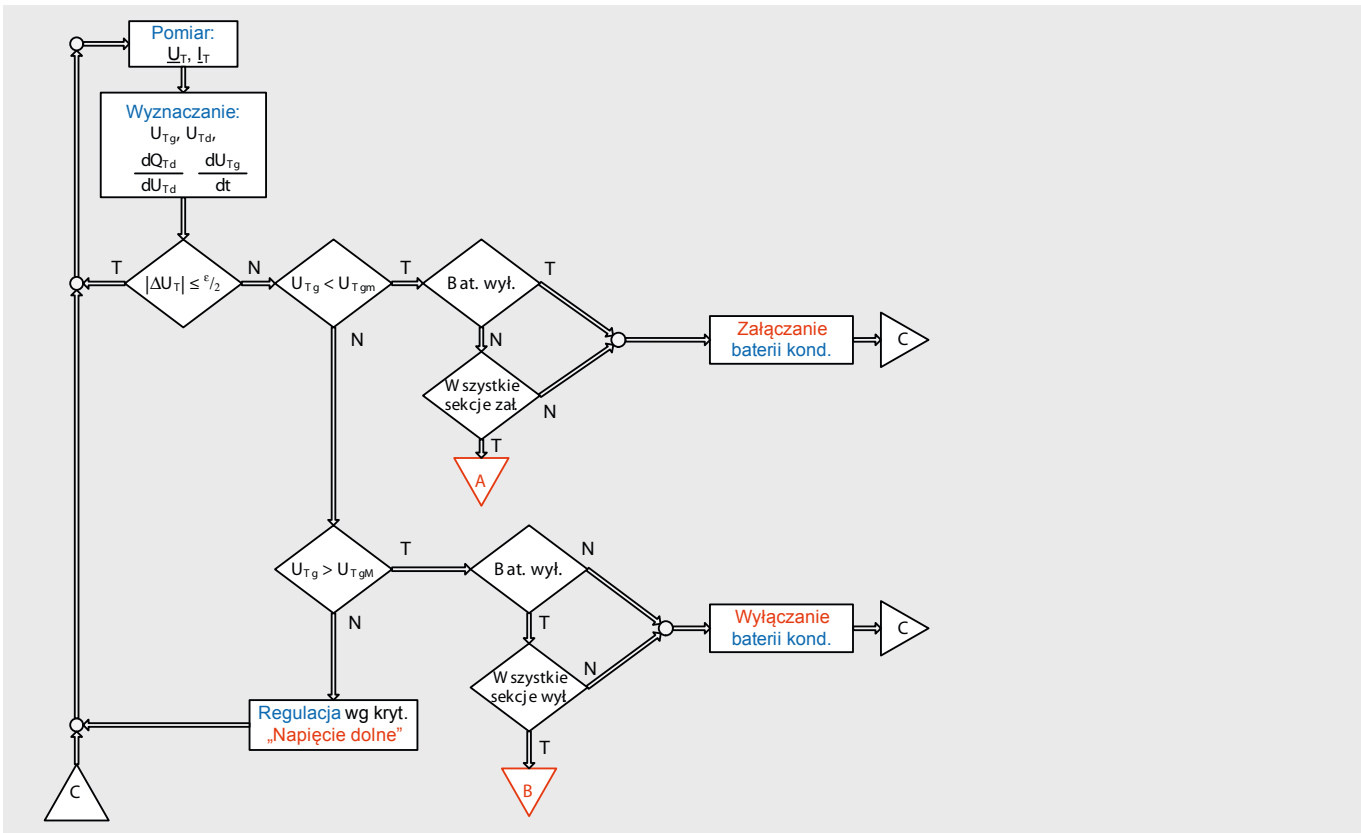 Pomiar:
U_T, I_T
Wyznaczanie:
U_Tg, U_Td,
dQ_Td dU_Tg
dU_Td dt
T
|ΔU_T| ≤ ε/2
N
U_Tg < U_Tgm
T
Bat. wył.
T
N
N
Wszystkie
sekcje zał.
N
T
A
Załączanie
baterii kond.
C
U_Tg > U_TgM
T
Bat. wył.
N
N
T
Wszystkie
sekcje wył.
N
T
B
Wyłączanie
baterii kond.
C
Regulacja wg kryt.
„Napięcie dolne”
C